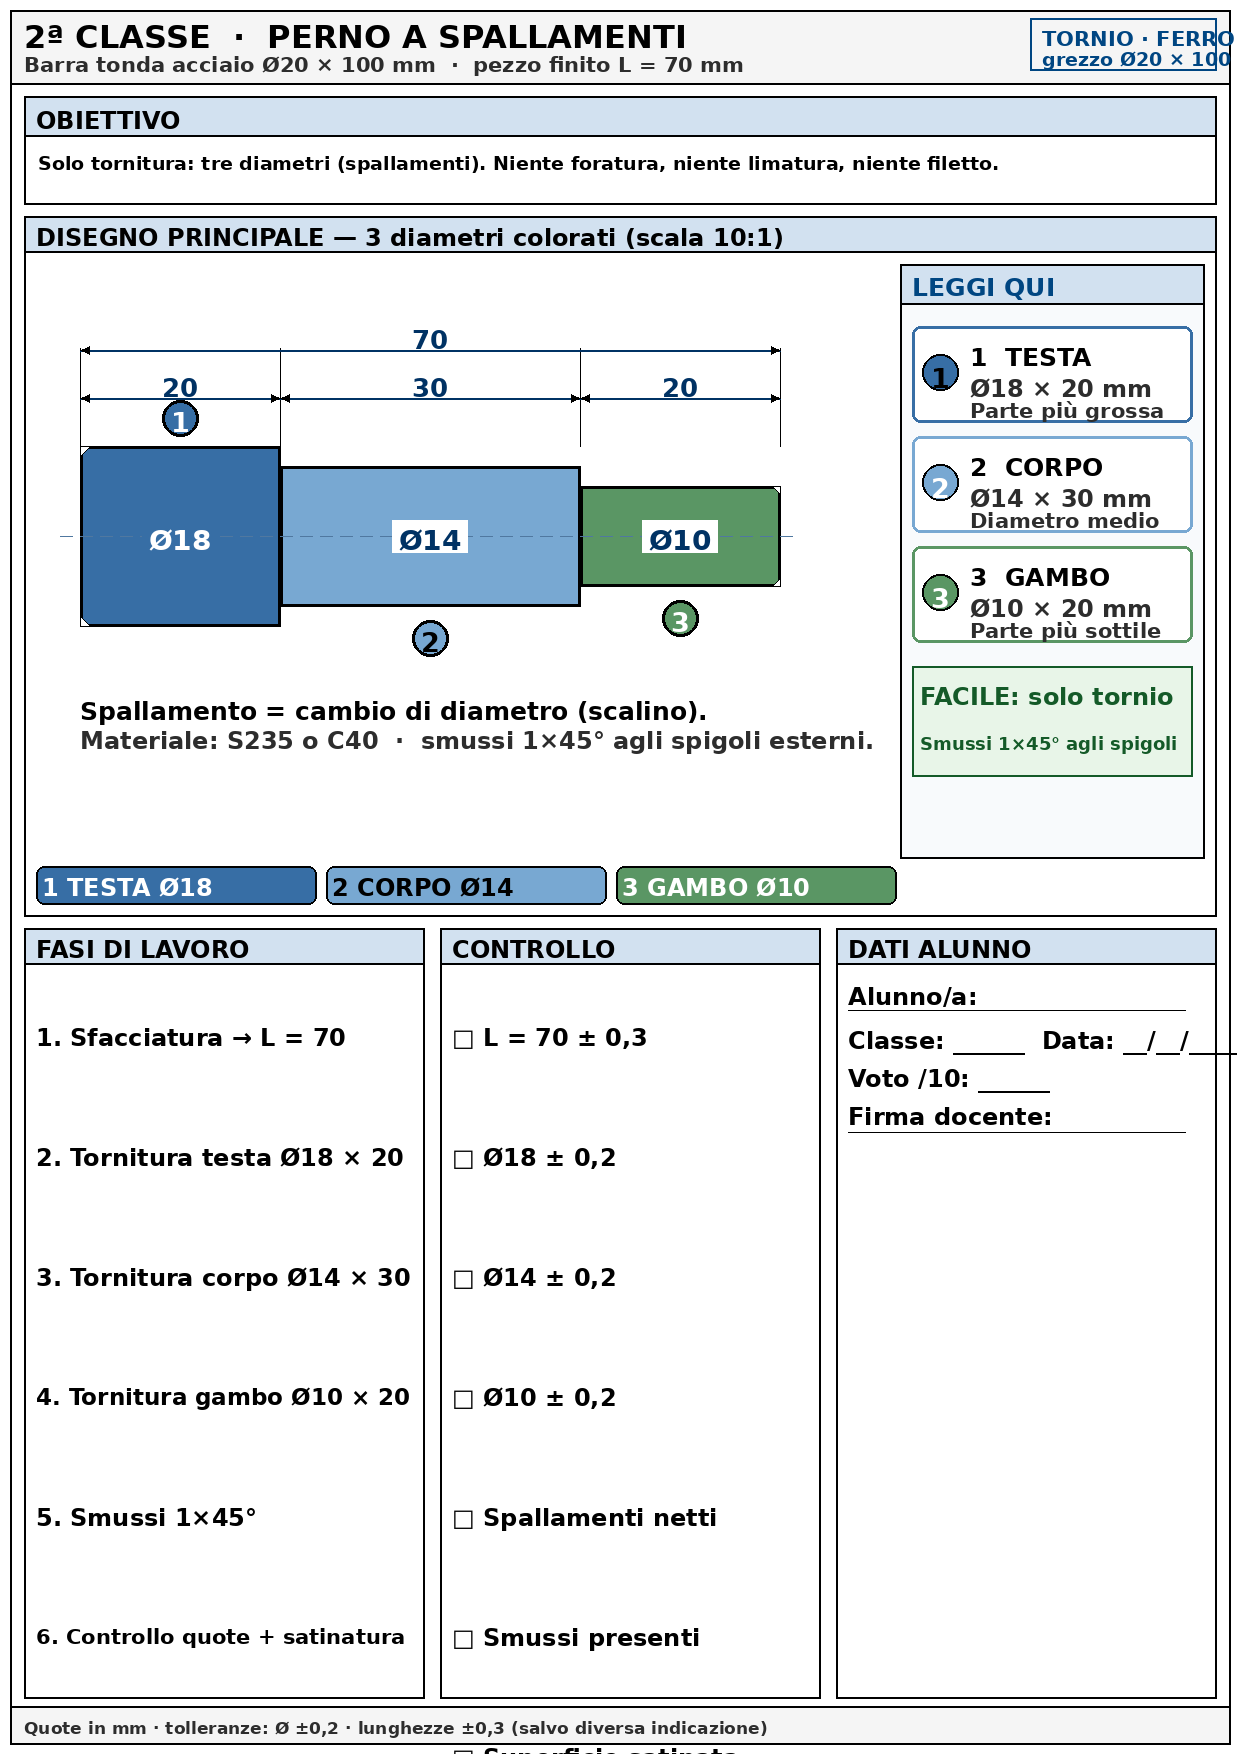 2ª CLASSE · PERNO A SPALLAMENTI
Barra tonda acciaio Ø20 × 100 mm · pezzo finito L = 70 mm
TORNIO · FERRO
grezzo Ø20 × 100
OBIETTIVO
Solo tornitura: tre diametri (spallamenti). Niente foratura, niente limatura, niente filetto.
DISEGNO PRINCIPALE — 3 diametri colorati (scala 10:1)
70
20
30
20
1
Ø18
Ø14
Ø10
2
3
Spallamento = cambio di diametro (scalino).
Materiale: S235 o C40 · smussi 1×45° agli spigoli esterni.
LEGGI QUI
1
1 TESTA
Ø18 × 20 mm
Parte più grossa
2
2 CORPO
Ø14 × 30 mm
Diametro medio
3
3 GAMBO
Ø10 × 20 mm
Parte più sottile
FACILE: solo tornio
Smussi 1×45° agli spigoli
1 TESTA Ø18
2 CORPO Ø14
3 GAMBO Ø10
FASI DI LAVORO
1. Sfacciatura → L = 70
2. Tornitura testa Ø18 × 20
3. Tornitura corpo Ø14 × 30
4. Tornitura gambo Ø10 × 20
5. Smussi 1×45°
6. Controllo quote + satinatura
CONTROLLO
□ L = 70 ± 0,3
□ Ø18 ± 0,2
□ Ø14 ± 0,2
□ Ø10 ± 0,2
□ Spallamenti netti
□ Smussi presenti
□ Superficie satinata
DATI ALUNNO
Alunno/a:
Classe: ______ Data: __/__/____
Voto /10: ______
Firma docente:
Quote in mm · tolleranze: Ø ±0,2 · lunghezze ±0,3 (salvo diversa indicazione)